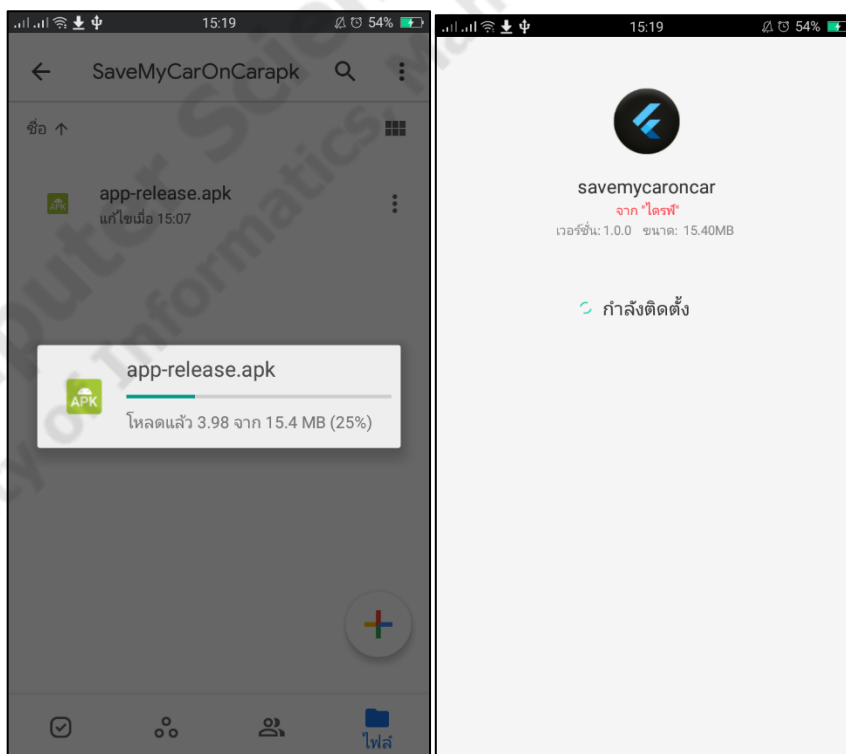 15:19
54%
SaveMyCarOnCarapk
ชื่อ
app-release.apk
แก้ไขเมื่อ 15:07
APK
app-release.apk
โหลดแล้ว 3.98 จาก 15.4 MB (25%)
ไฟล์
15:19
54%
savemycaroncar
จาก "ไดรฟ์"
เวอร์ชั่น: 1.0.0 ขนาด: 15.40MB
กำลังติดตั้ง